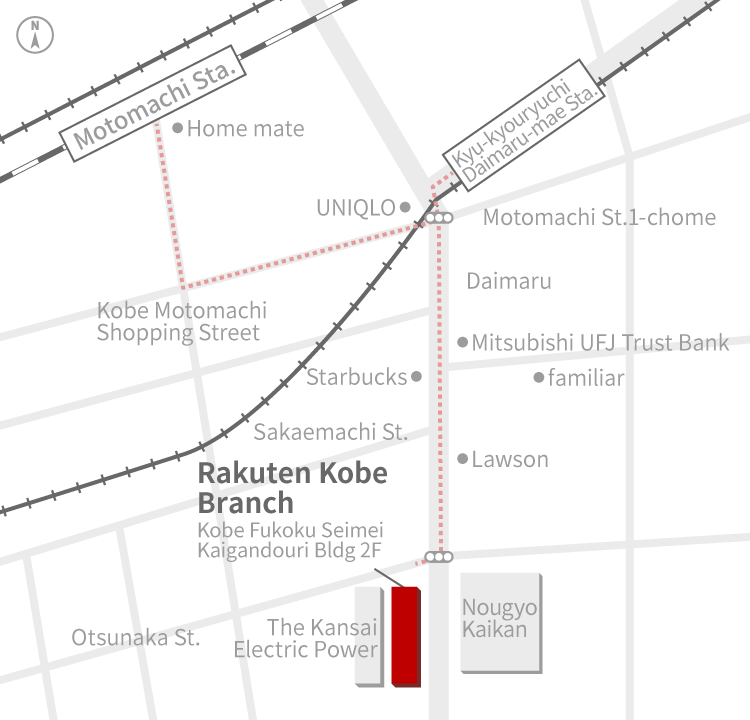 N
Motomachi Sta.
Home mate
Kyu-kyouryuchi
Daimaru-mae Sta.
UNIQLO
Motomachi St.1-chome
Daimaru
Kobe Motomachi
Shopping Street
Mitsubishi UFJ Trust Bank
Starbucks
familiar
Sakaemachi St.
Lawson
Rakuten Kobe
Branch
Kobe Fukoku Seimei
Kaigandouri Bldg 2F
Nougyo
Kaikan
Otsunaka St.
The Kansai
Electric Power